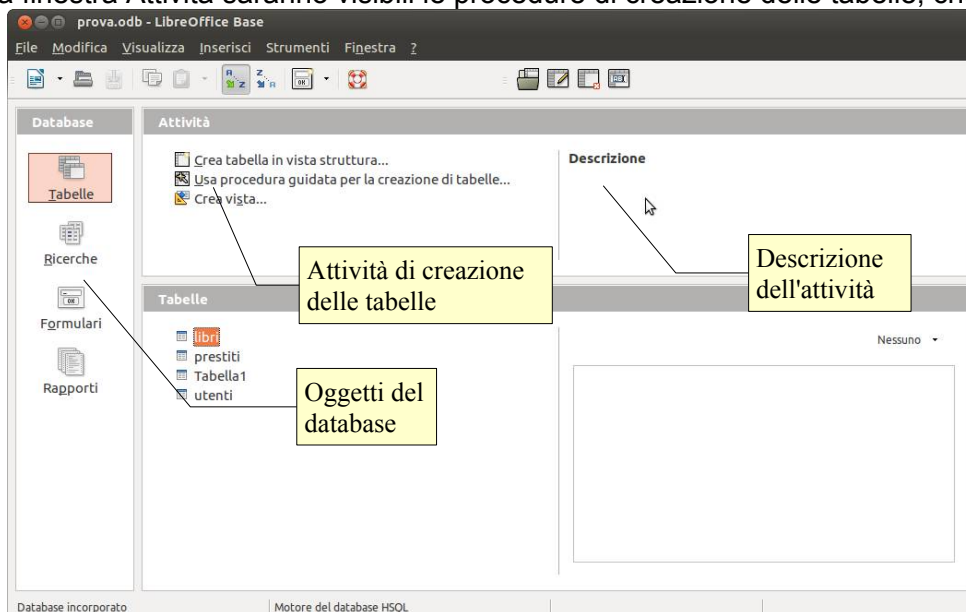 a finestra Attività saranno visibili le procedure di creazione delle tabelle, ch
prova.odb - LibreOffice Base
File Modifica Visualizza Inserisci Strumenti Finestra ?
Database
Attività
Tabelle
Ricerche
Formulari
Rapporti
Crea tabella in vista struttura...
Usa procedura guidata per la creazione di tabelle...
Crea vista...
Descrizione
Attività di creazione
delle tabelle
Descrizione
dell'attività
Tabelle
libri
prestiti
Tabella1
utenti
Nessuno
Oggetti del
database
Database incorporato
Motore del database HSQL